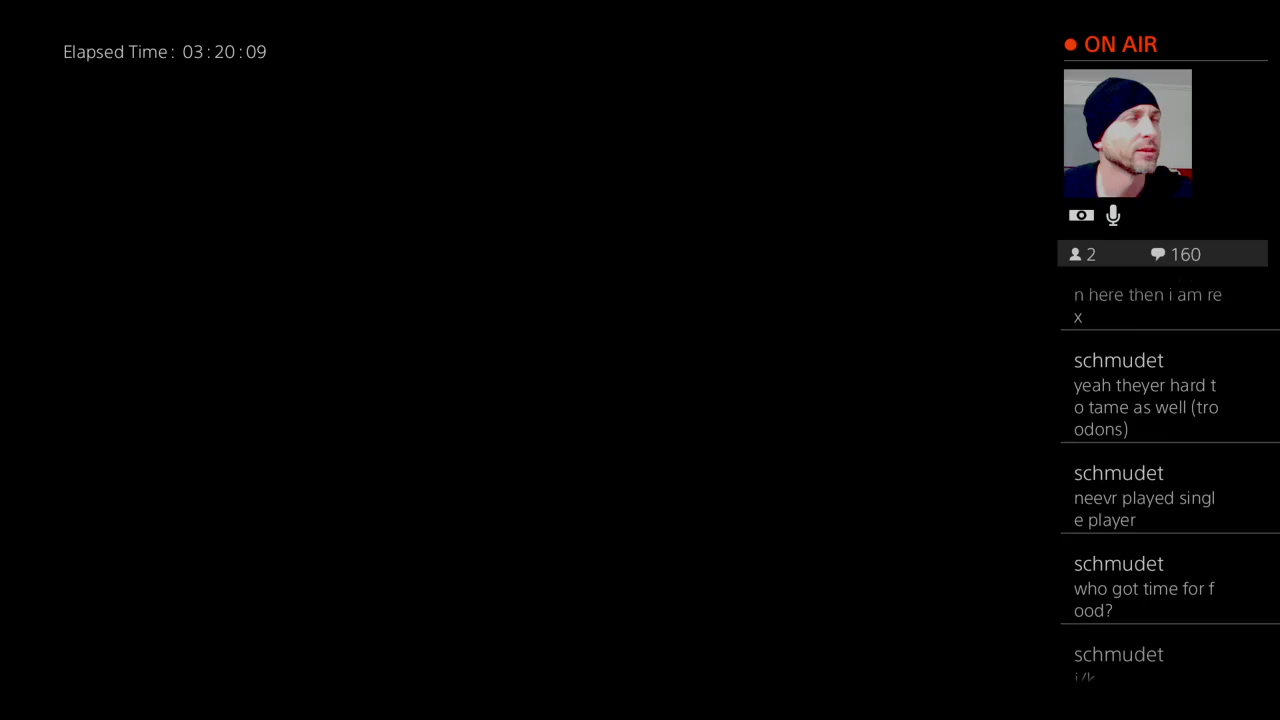 Elapsed Time: 03:20:09
ON AIR
2 160
n here then i am re
x
schmudet
yeah theyer hard t
o tame as well (tro
odons)
schmudet
neevr played singl
e player
schmudet
who got time for f
ood?
schmudet
j/k